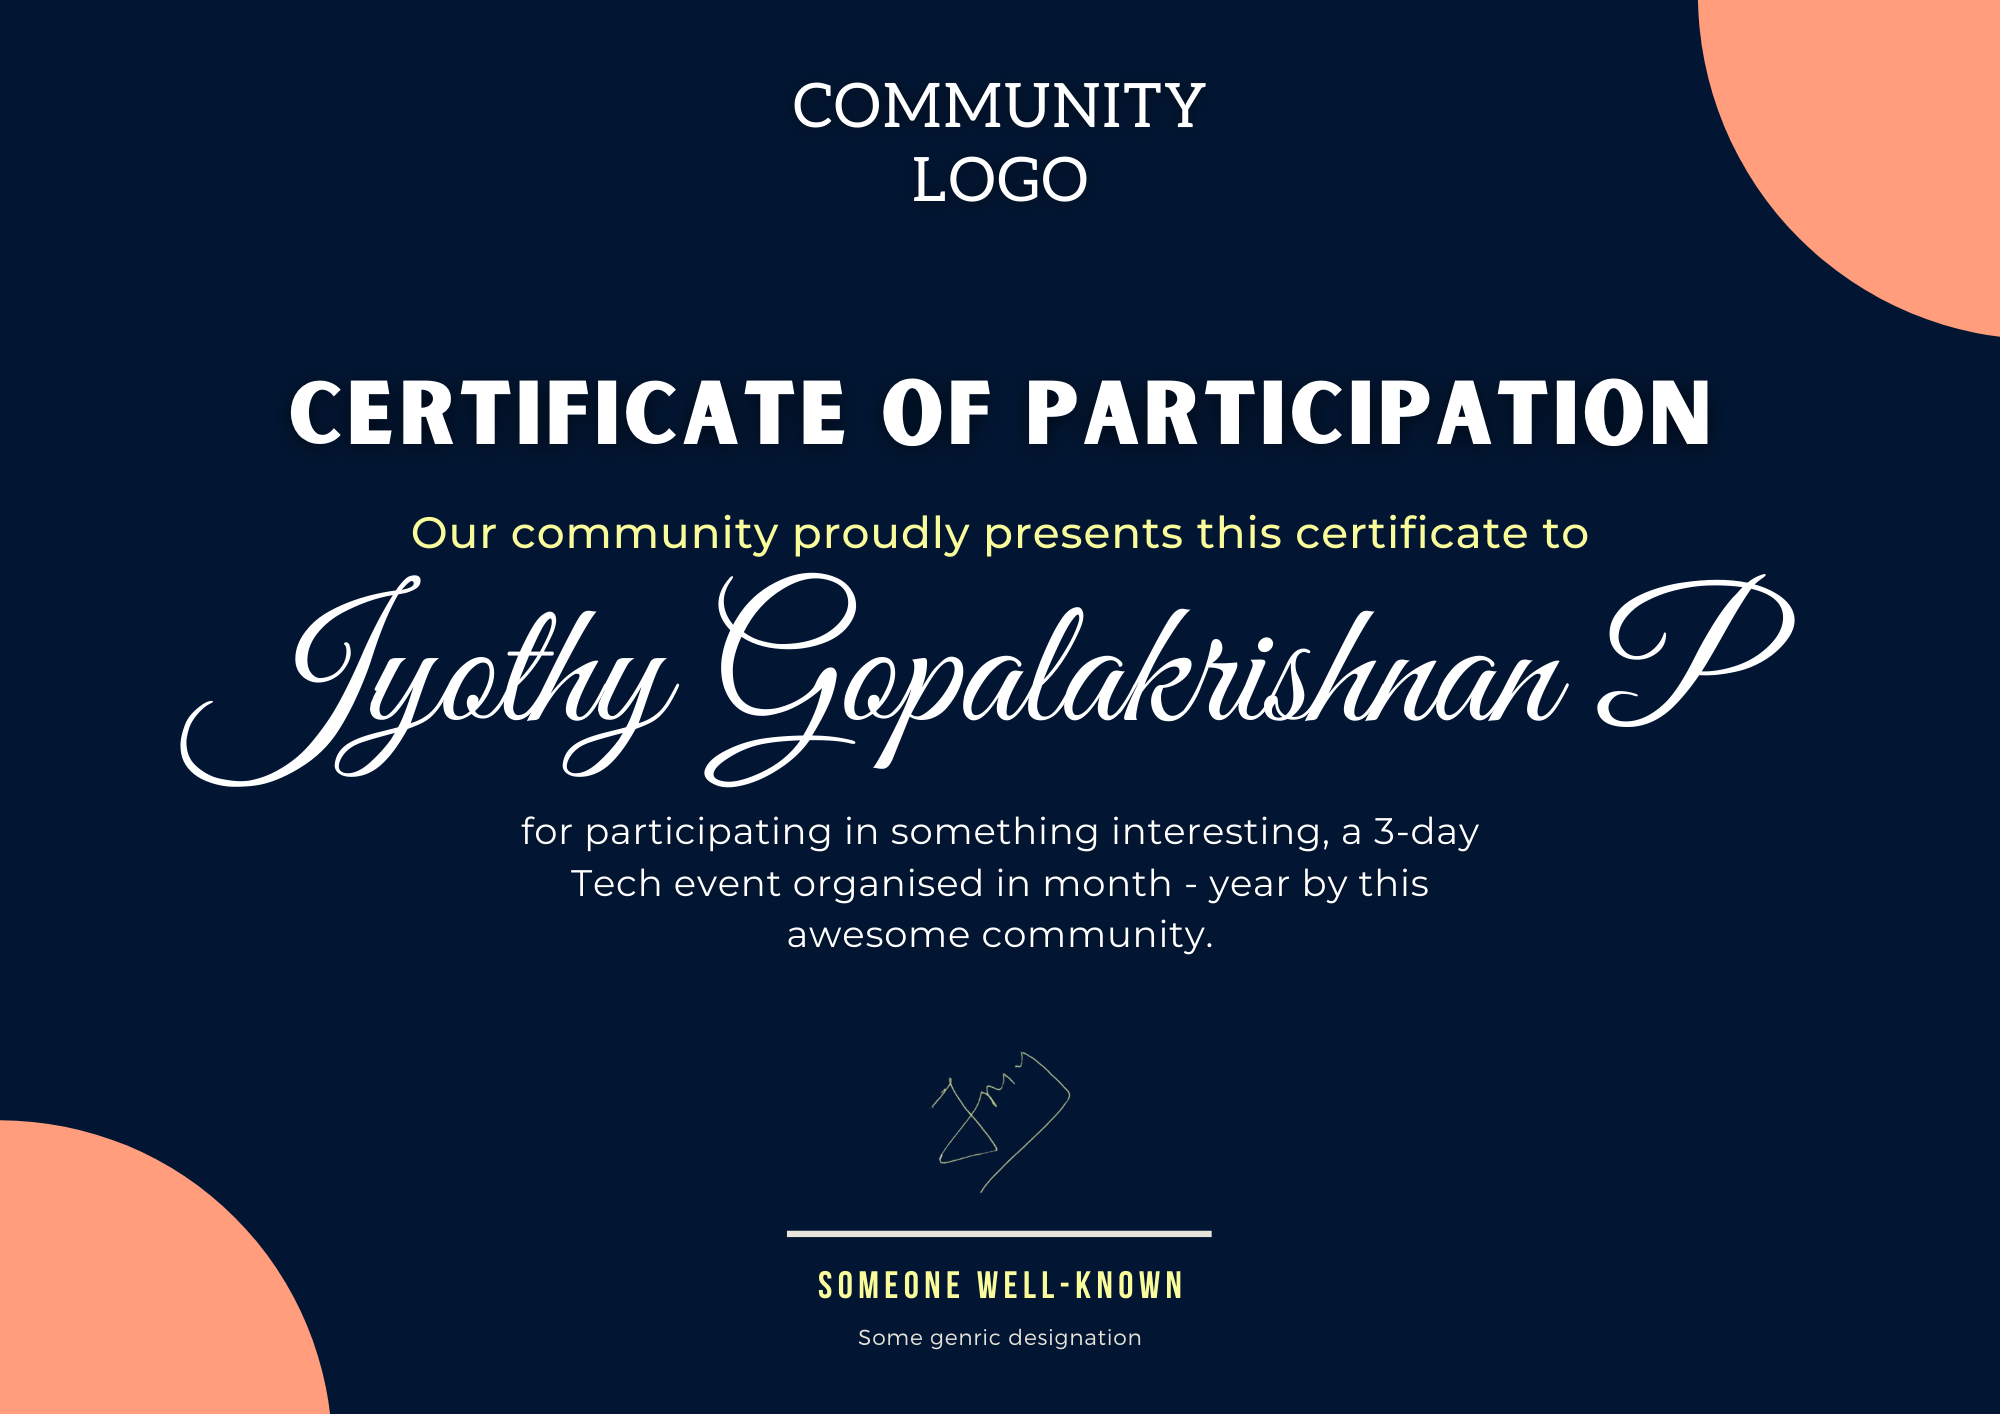 COMMUNITY
LOGO
CERTIFICATE OF PARTICIPATION
Our community proudly presents this certificate to
Jyothy Gopalakrishnan P
for participating in something interesting, a 3-day
Tech event organised in month - year by this
awesome community.
SOMEONE WELL-KNOWN
Some genric designation